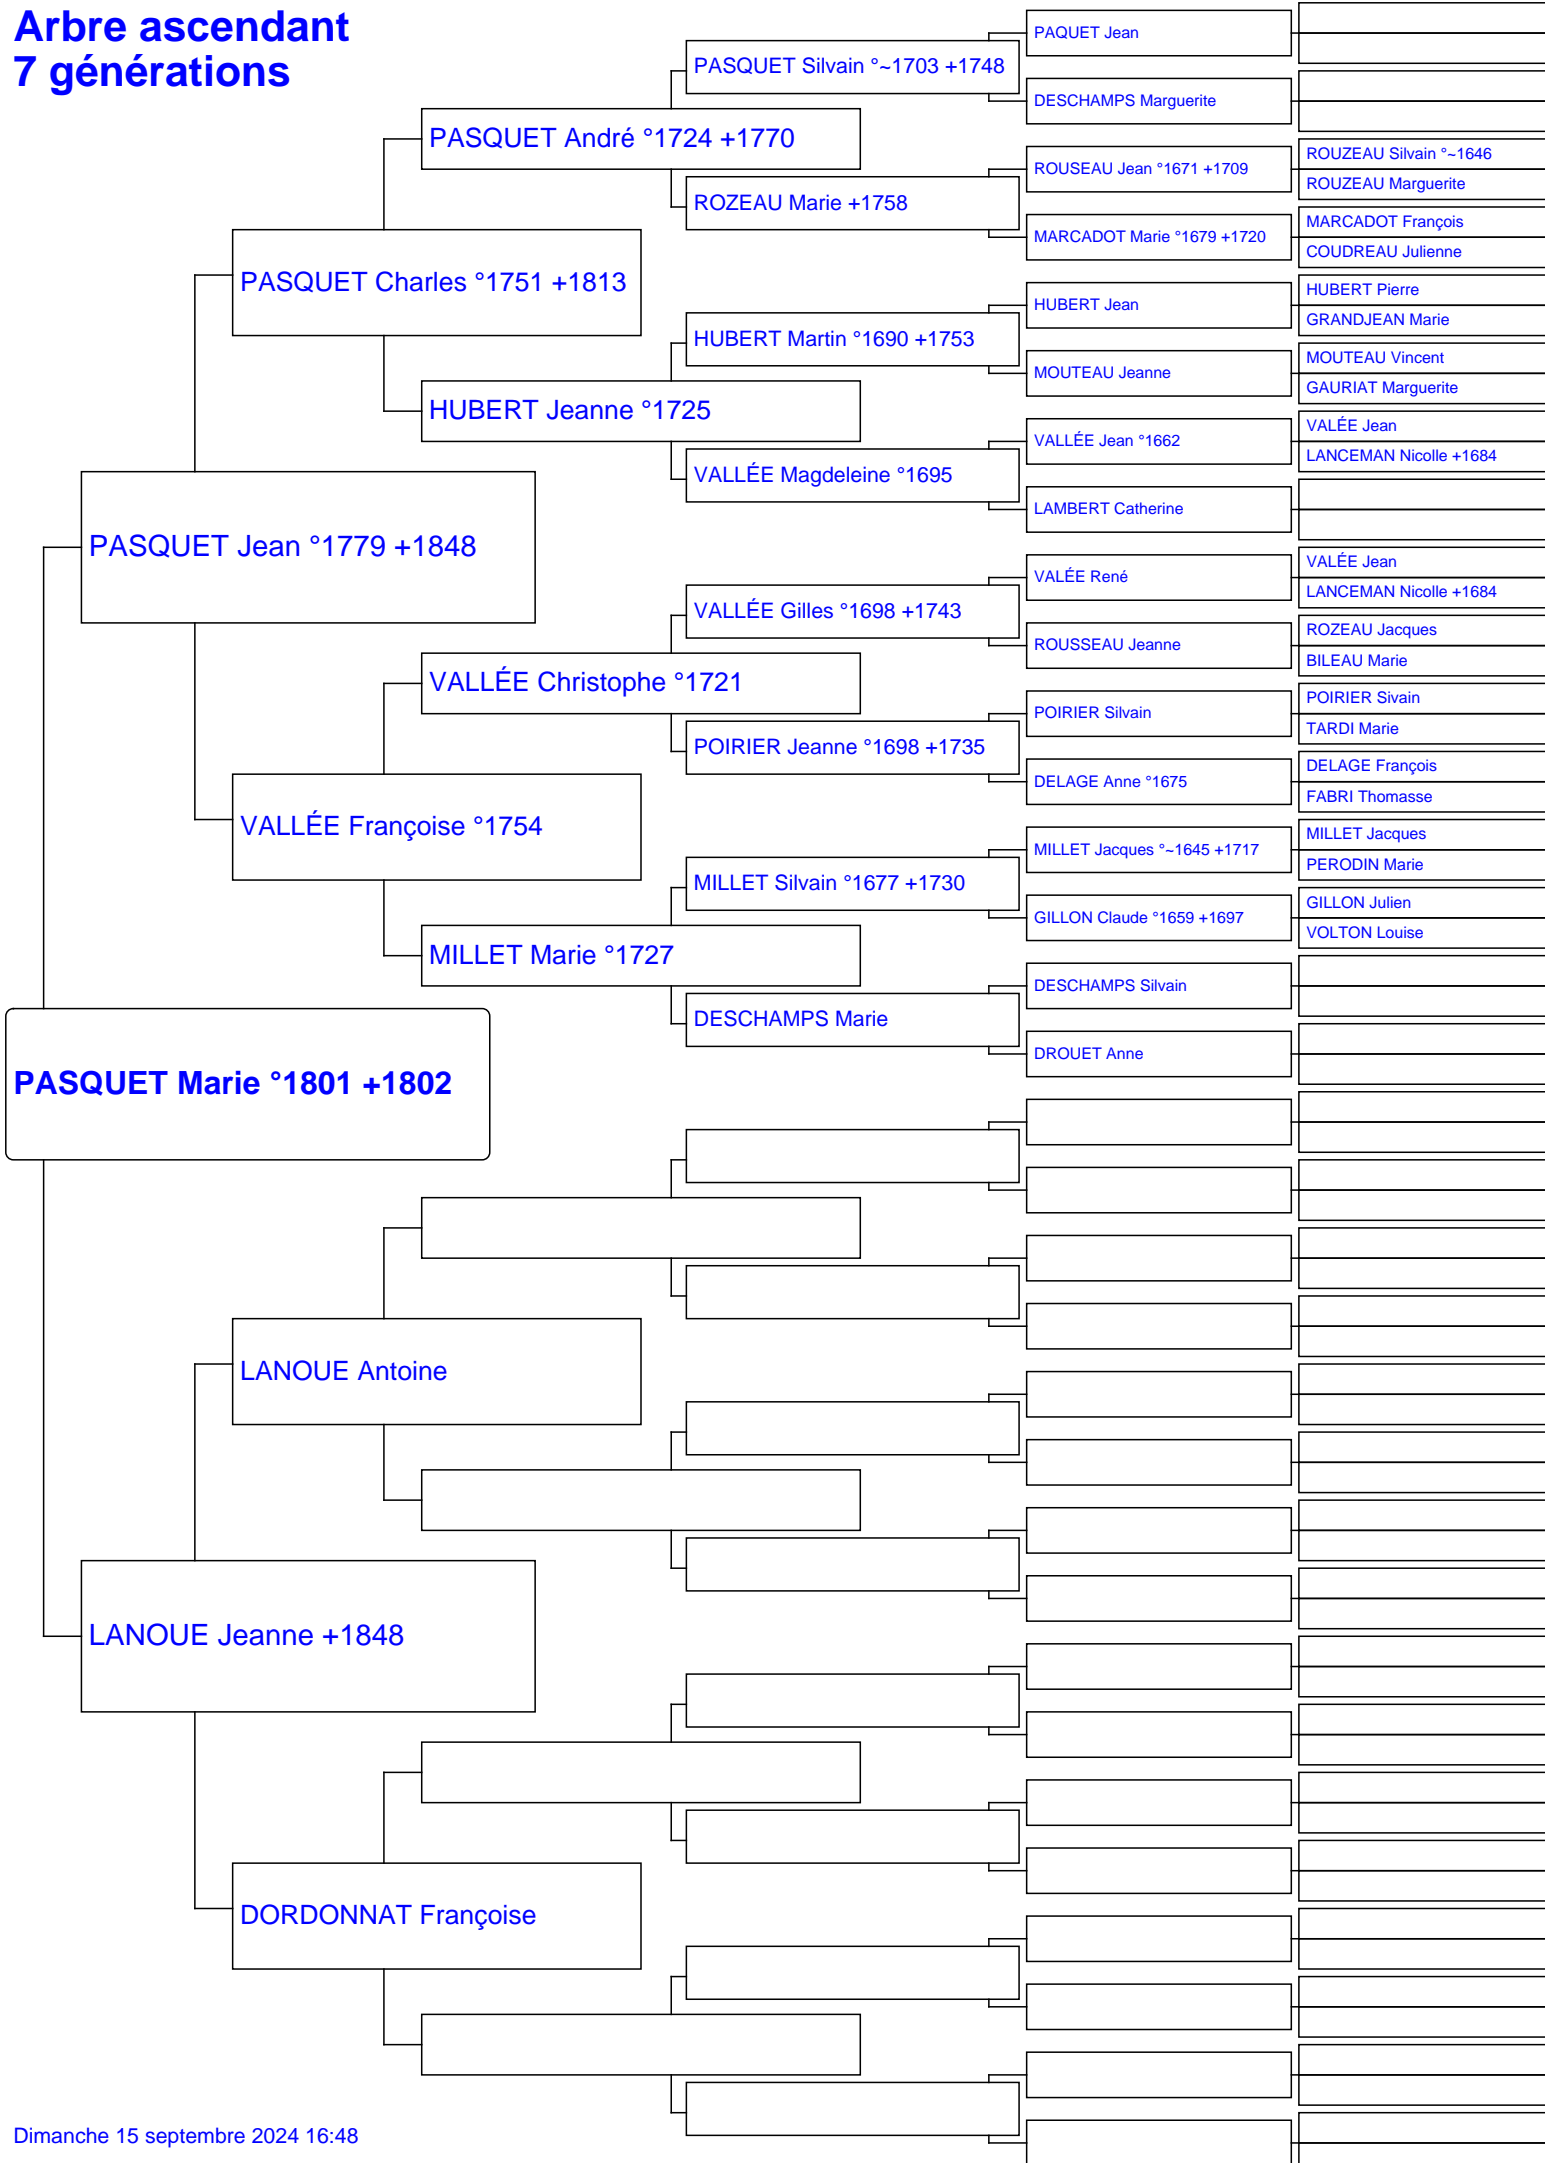 Arbre ascendant
7 générations
PASQUET Marie °1801 +1802
PASQUET Jean °1779 +1848
LANOUE Jeanne +1848
PASQUET Charles °1751 +1813
VALLÉE Françoise °1754
LANOUE Antoine
DORDONNAT Françoise
PASQUET André °1724 +1770
HUBERT Jeanne °1725
VALLÉE Christophe °1721
MILLET Marie °1727
PASQUET Silvain °~1703 +1748
ROZEAU Marie +1758
HUBERT Martin °1690 +1753
VALLÉE Magdeleine °1695
VALLÉE Gilles °1698 +1743
POIRIER Jeanne °1698 +1735
MILLET Silvain °1677 +1730
DESCHAMPS Marie
PAQUET Jean
DESCHAMPS Marguerite
ROUSEAU Jean °1671 +1709
MARCADOT Marie °1679 +1720
HUBERT Jean
MOUTEAU Jeanne
VALLÉE Jean °1662
LAMBERT Catherine
VALÉE René
ROUSSEAU Jeanne
POIRIER Silvain
DELAGE Anne °1675
MILLET Jacques °~1645 +1717
GILLON Claude °1659 +1697
DESCHAMPS Silvain
DROUET Anne
ROUZEAU Silvain °~1646
ROUZEAU Marguerite
MARCADOT François
COUDREAU Julienne
HUBERT Pierre
GRANDJEAN Marie
MOUTEAU Vincent
GAURIAT Marguerite
VALÉE Jean
LANCEMAN Nicolle +1684
VALÉE Jean
LANCEMAN Nicolle +1684
ROZEAU Jacques
BILEAU Marie
POIRIER Sivain
TARDI Marie
DELAGE François
FABRI Thomasse
MILLET Jacques
PERODIN Marie
GILLON Julien
VOLTON Louise
Dimanche 15 septembre 2024 16:48